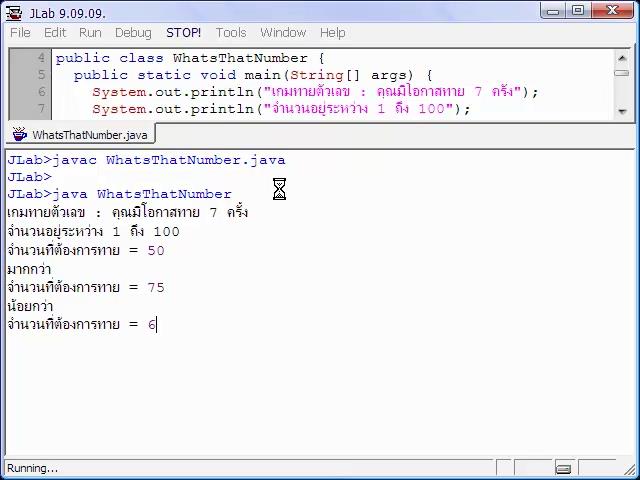 JLab 9.09.09.
File Edit Run Debug STOP! Tools Window Help
4 public class WhatsThatNumber {
5 public static void main(String[] args) {
6 System.out.println("เกมทายตัวเลข : คุณมีโอกาสทาย 7 ครั้ง");
7 System.out.println("จำนวนอยู่ระหว่าง 1 ถึง 100");
WhatsThatNumber.java
JLab>javac WhatsThatNumber.java
JLab>
JLab>java WhatsThatNumber
เกมทายตัวเลข : คุณมีโอกาสทาย 7 ครั้ง
จำนวนอยู่ระหว่าง 1 ถึง 100
จำนวนที่ต้องการทาย = 50
มากกว่า
จำนวนที่ต้องการทาย = 75
น้อยกว่า
จำนวนที่ต้องการทาย = 6
Running...